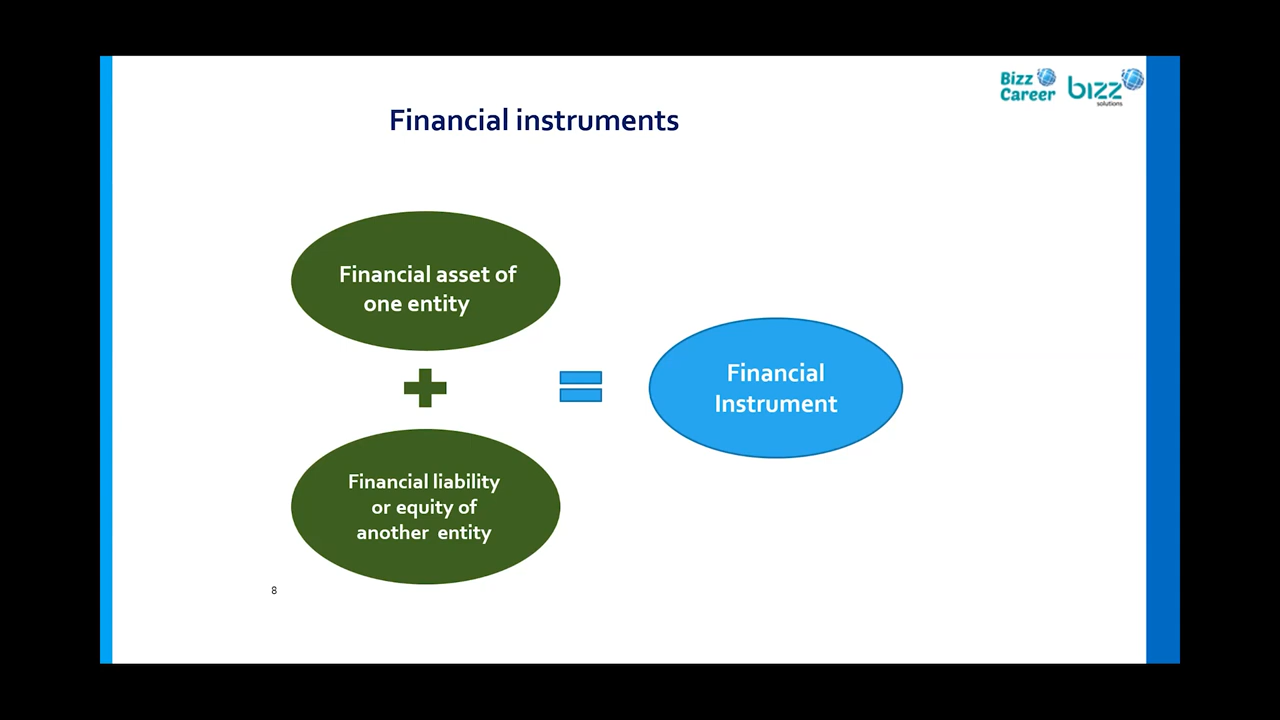 Bizz
Career
bizz
solutions
Financial instruments
Financial asset of
one entity
Financial liability
or equity of
another entity
Financial
Instrument
8